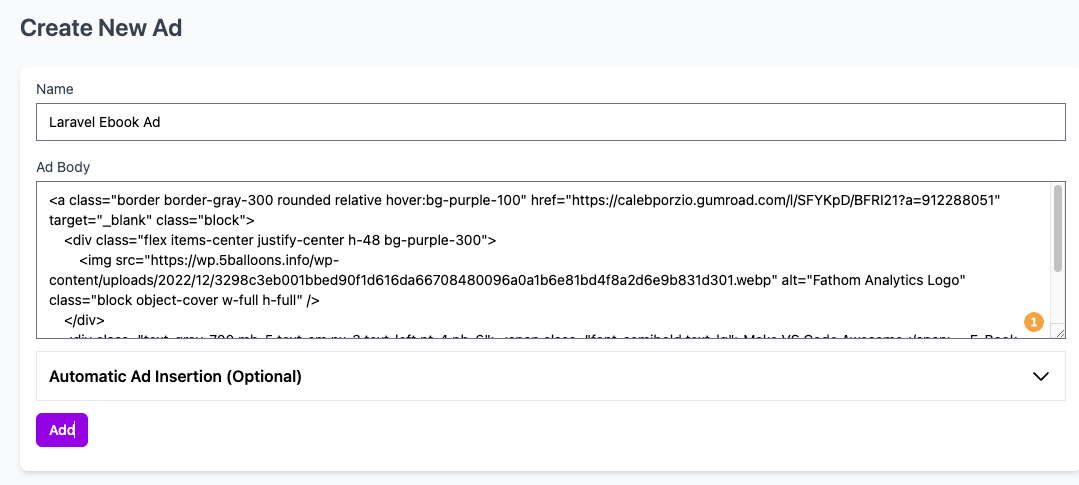 Create New Ad
Name
Laravel Ebook Ad
Ad Body
<a class="border border-gray-300 rounded relative hover:bg-purple-100" href="https://calebporzio.gumroad.com/l/SFYKpD/BFRI21?a=912288051"
target="_blank" class="block">
<div class="flex items-center justify-center h-48 bg-purple-300">
<img src="https://wp.5balloons.info/wp-
content/uploads/2022/12/3298c3eb001bbed90f1d616da66708480096a0a1b6e81bd4f8a2d6e9b831d301.webp" alt="Fathom Analytics Logo"
class="block object-cover w-full h-full" />
</div>
1
Automatic Ad Insertion (Optional)
Add